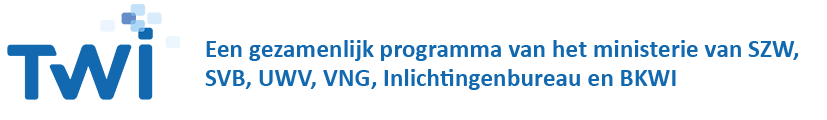 TWI
Een gezamenlijk programma van het ministerie van SZW,
SVB, UWV, VNG, Inlichtingenbureau en BKWI